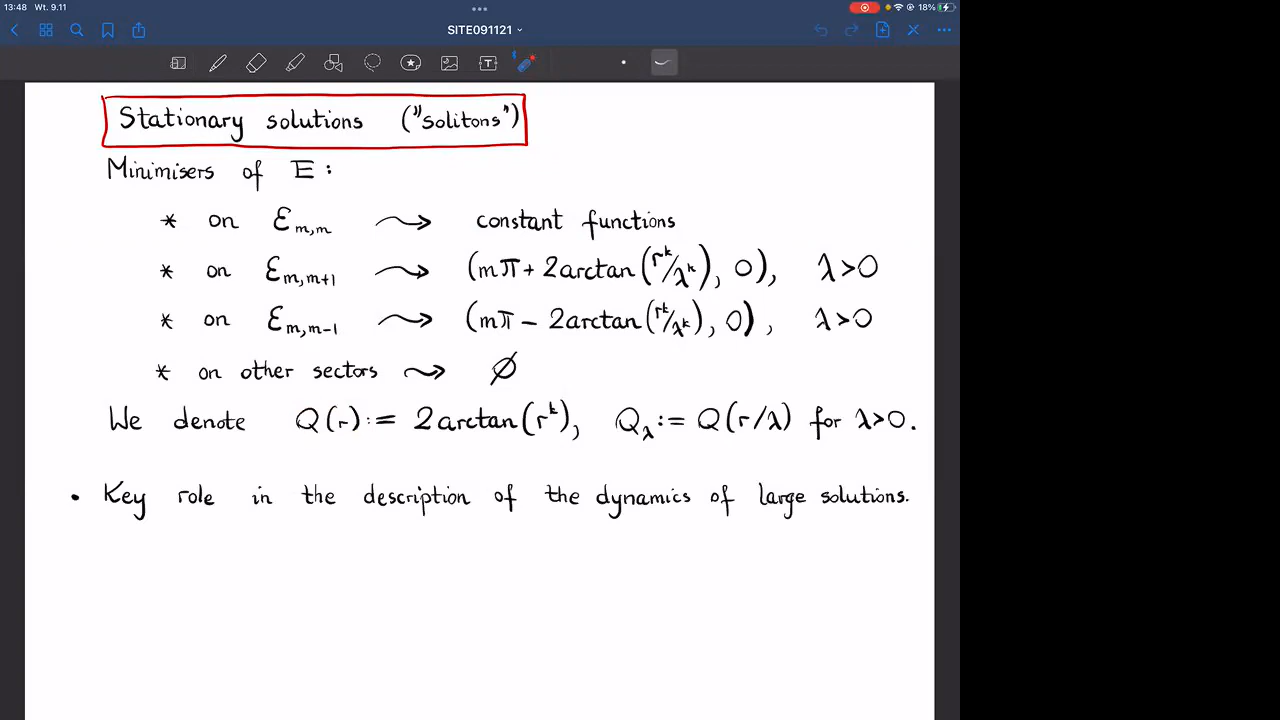 13:48 Wt. 9.11
18%
SITE091121
Stationary solutions ("solitons")
Minimisers of E:
* on ℰ_{m,m} ⇝ constant functions
* on ℰ_{m,m+1} ⇝ (mπ + 2arctan(r^k/λ^k), 0), λ>0
* on ℰ_{m,m-1} ⇝ (mπ − 2arctan(r^k/λ^k), 0), λ>0
* on other sectors ⇝ ∅
We denote Q(r) := 2arctan(r^k), Q_λ := Q(r/λ) for λ>0.
• Key role in the description of the dynamics of large solutions.